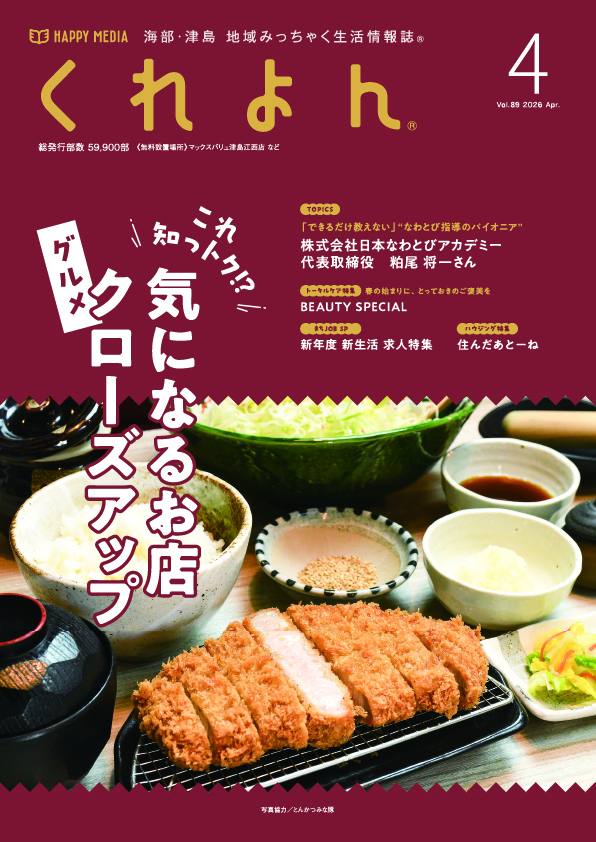 HAPPY MEDIA 海部・津島 地域みっちゃく生活情報誌®
4
Vol.89 2026 Apr.
くれよん®
総発行部数 59,900部 《無料設置場所》マックスバリュ津島江西店 など
TOPICS
「できるだけ教えない」“なわとび指導のパイオニア”
株式会社日本なわとびアカデミー
代表取締役 粕尾 将一さん
トータルケア特集 春の始まりに、とっておきのご褒美を
BEAUTY SPECIAL
まちJOB SP
新年度 新生活 求人特集
ハウジング特集
住んだあとーね
これ
知っトク!?
気になるお店
グルメ
クローズアップ
写真協力／とんかつみな豚